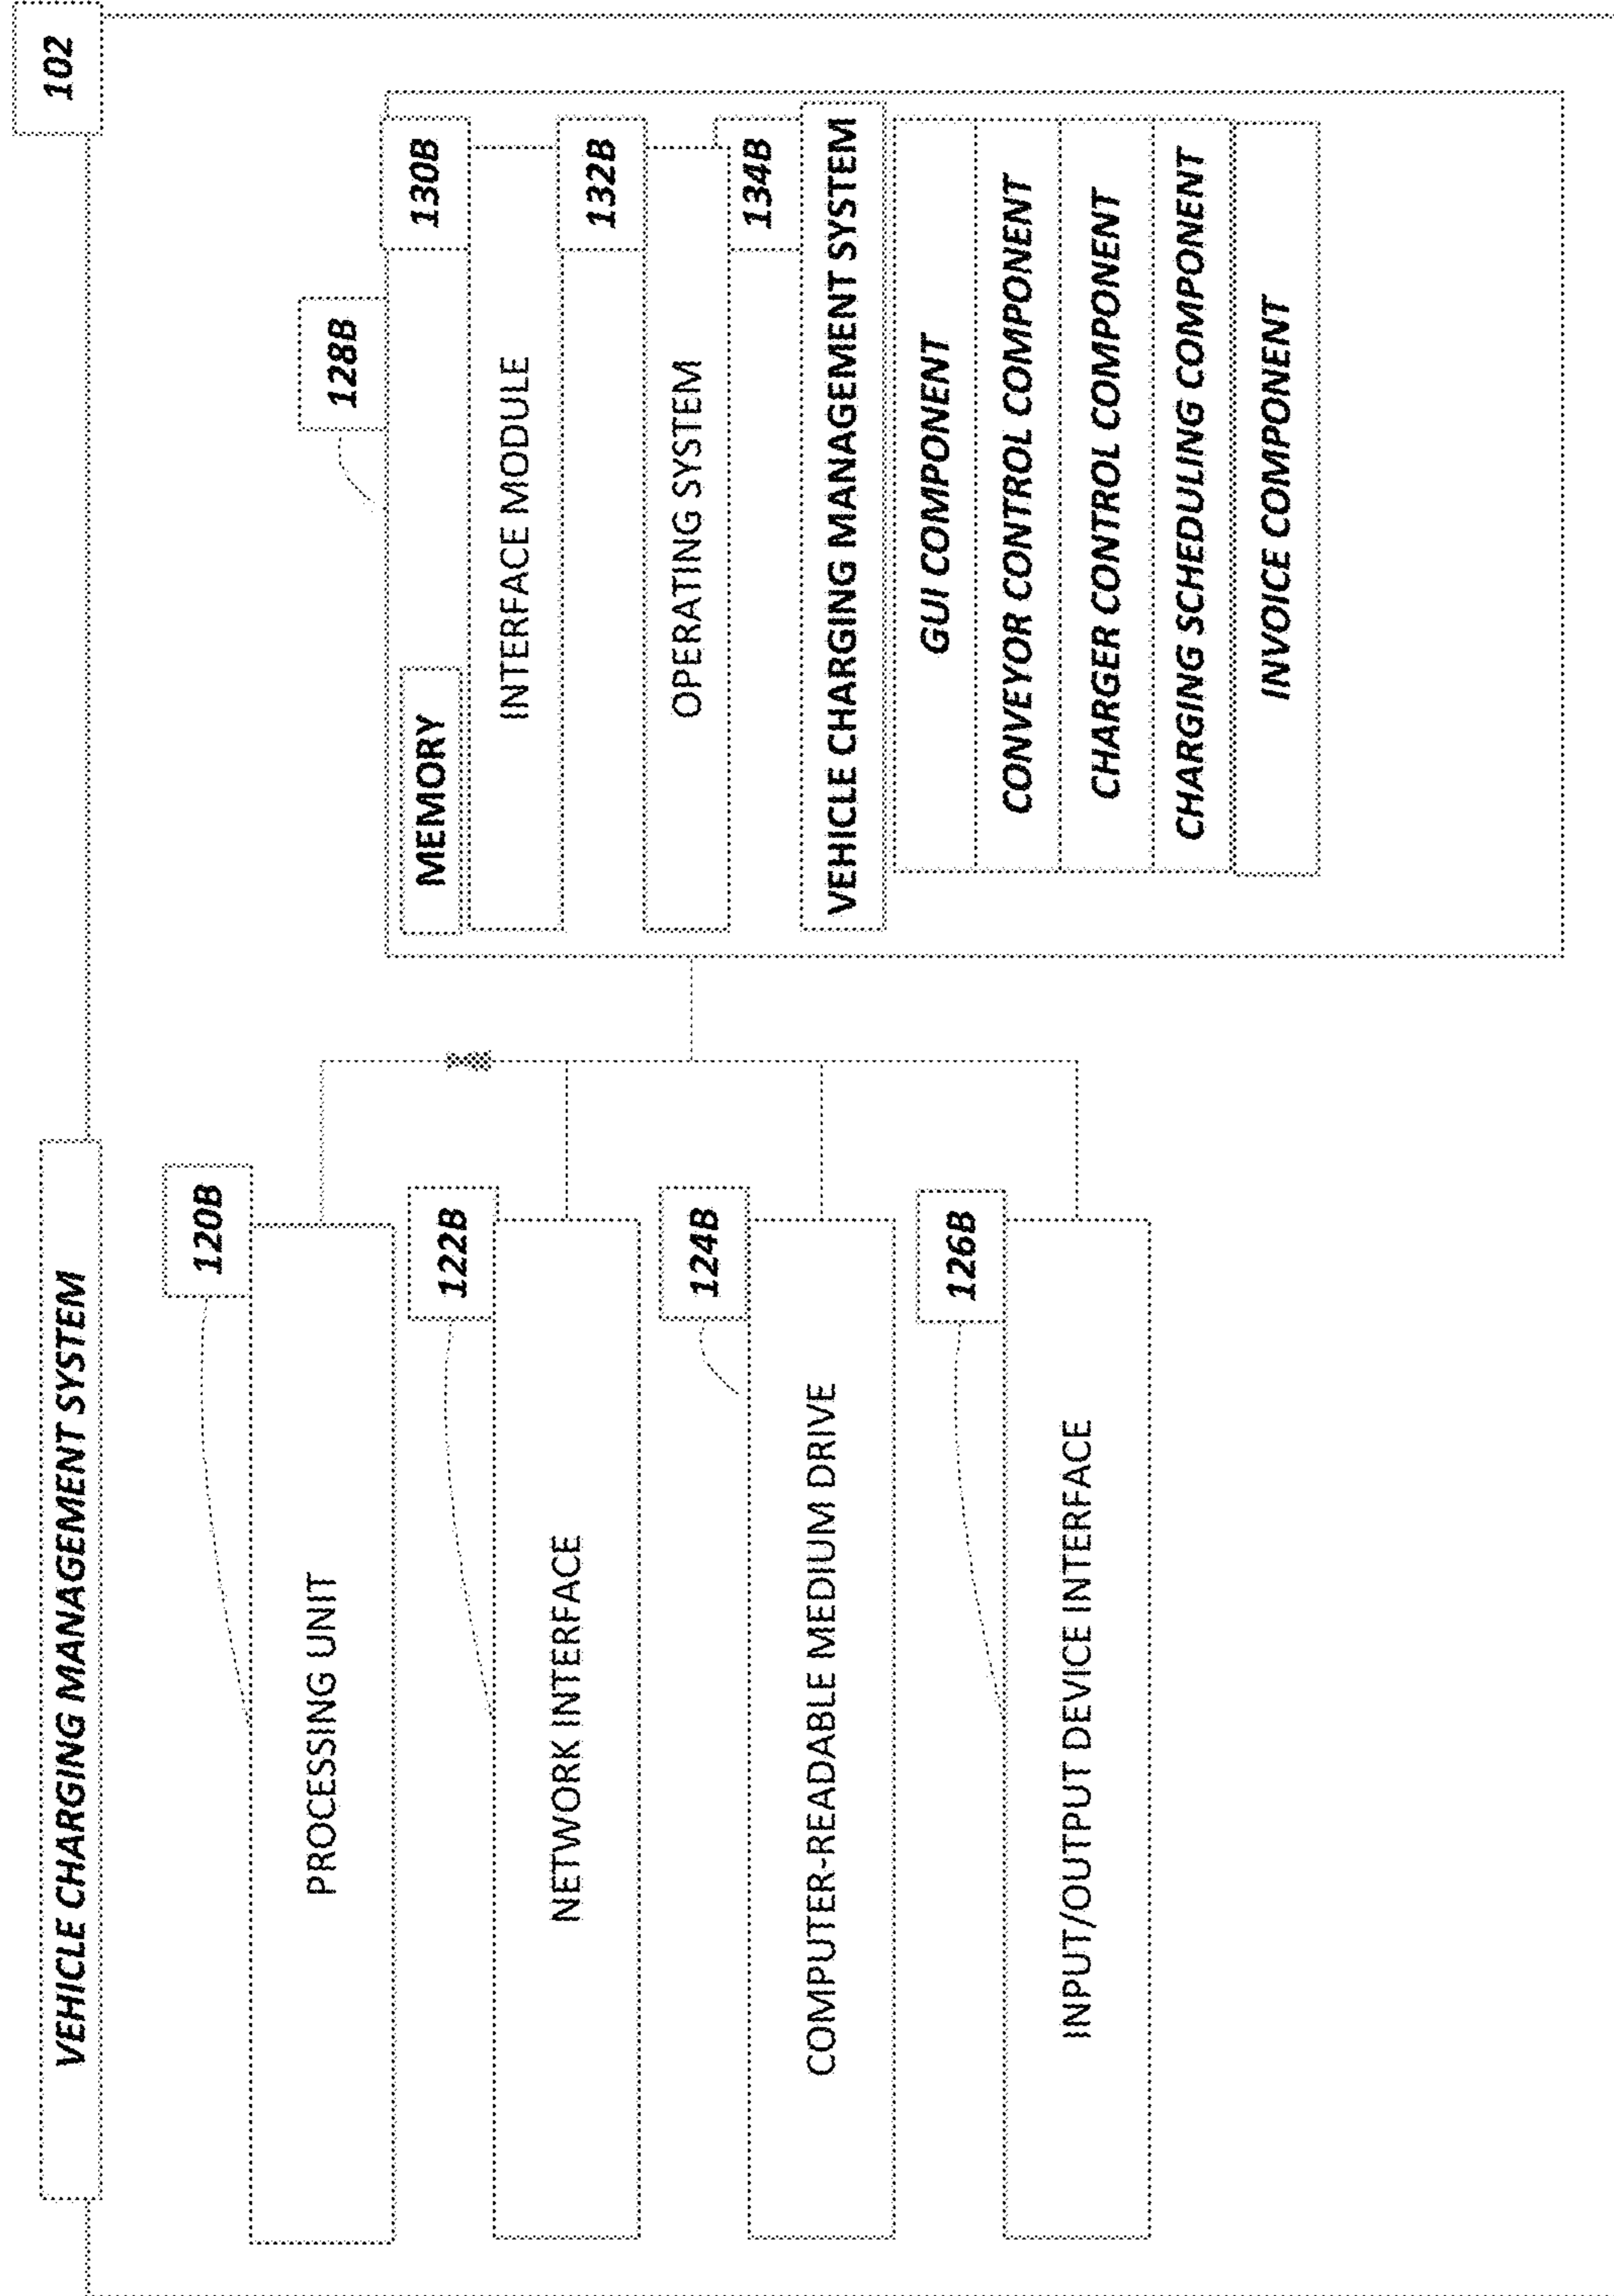 102
VEHICLE CHARGING MANAGEMENT SYSTEM
120B
PROCESSING UNIT
122B
NETWORK INTERFACE
124B
COMPUTER-READABLE MEDIUM DRIVE
126B
INPUT/OUTPUT DEVICE INTERFACE
128B
MEMORY
130B
INTERFACE MODULE
132B
OPERATING SYSTEM
134B
VEHICLE CHARGING MANAGEMENT SYSTEM
GUI COMPONENT
CONVEYOR CONTROL COMPONENT
CHARGER CONTROL COMPONENT
CHARGING SCHEDULING COMPONENT
INVOICE COMPONENT